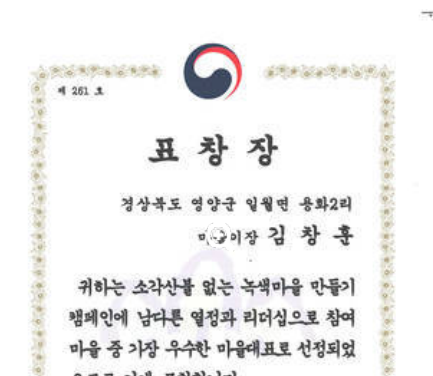 제 261 호
표 창 장
경상북도 영양군 일월면 용화2리
마을이장 김 창 훈
귀하는 소각산불 없는 녹색마을 만들기
캠페인에 남다른 열정과 리더십으로 참여
마을 중 가장 우수한 마을대표로 선정되었